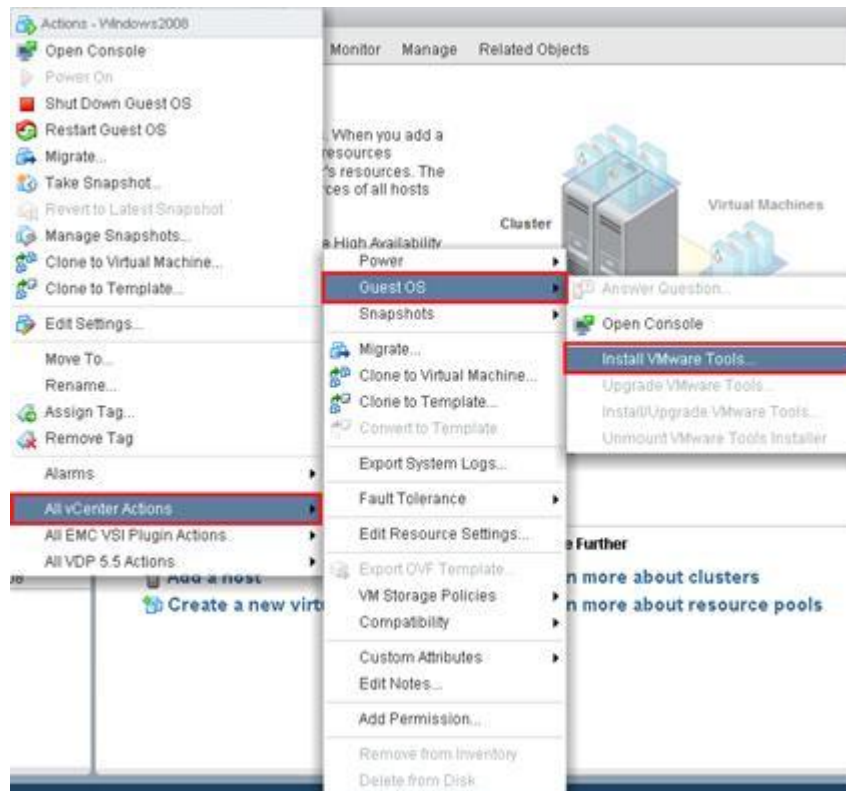 Actions - Windows2008
Open Console
Power On
Shut Down Guest OS
Restart Guest OS
Migrate...
Take Snapshot...
Revert to Latest Snapshot
Manage Snapshots...
Clone to Virtual Machine...
Clone to Template...
Edit Settings...
Move To...
Rename...
Assign Tag...
Remove Tag
Alarms
All vCenter Actions
All EMC VSI Plugin Actions
All VDP 5.5 Actions
Monitor Manage Related Objects
. When you add a
resources
's resources. The
ces of all hosts
e High Availability
Cluster
Virtual Machines
Power
Guest OS
Snapshots
Migrate...
Clone to Virtual Machine...
Clone to Template...
Convert to Template
Export System Logs...
Fault Tolerance
Edit Resource Settings...
Export OVF Template...
VM Storage Policies
Compatibility
Custom Attributes
Edit Notes...
Add Permission...
Remove from Inventory
Delete from Disk
Answer Question...
Open Console
Install VMware Tools...
Upgrade VMware Tools...
Install/Upgrade VMware Tools...
Unmount VMware Tools Installer
e Further
Add a host
n more about clusters
Create a new virt
n more about resource pools